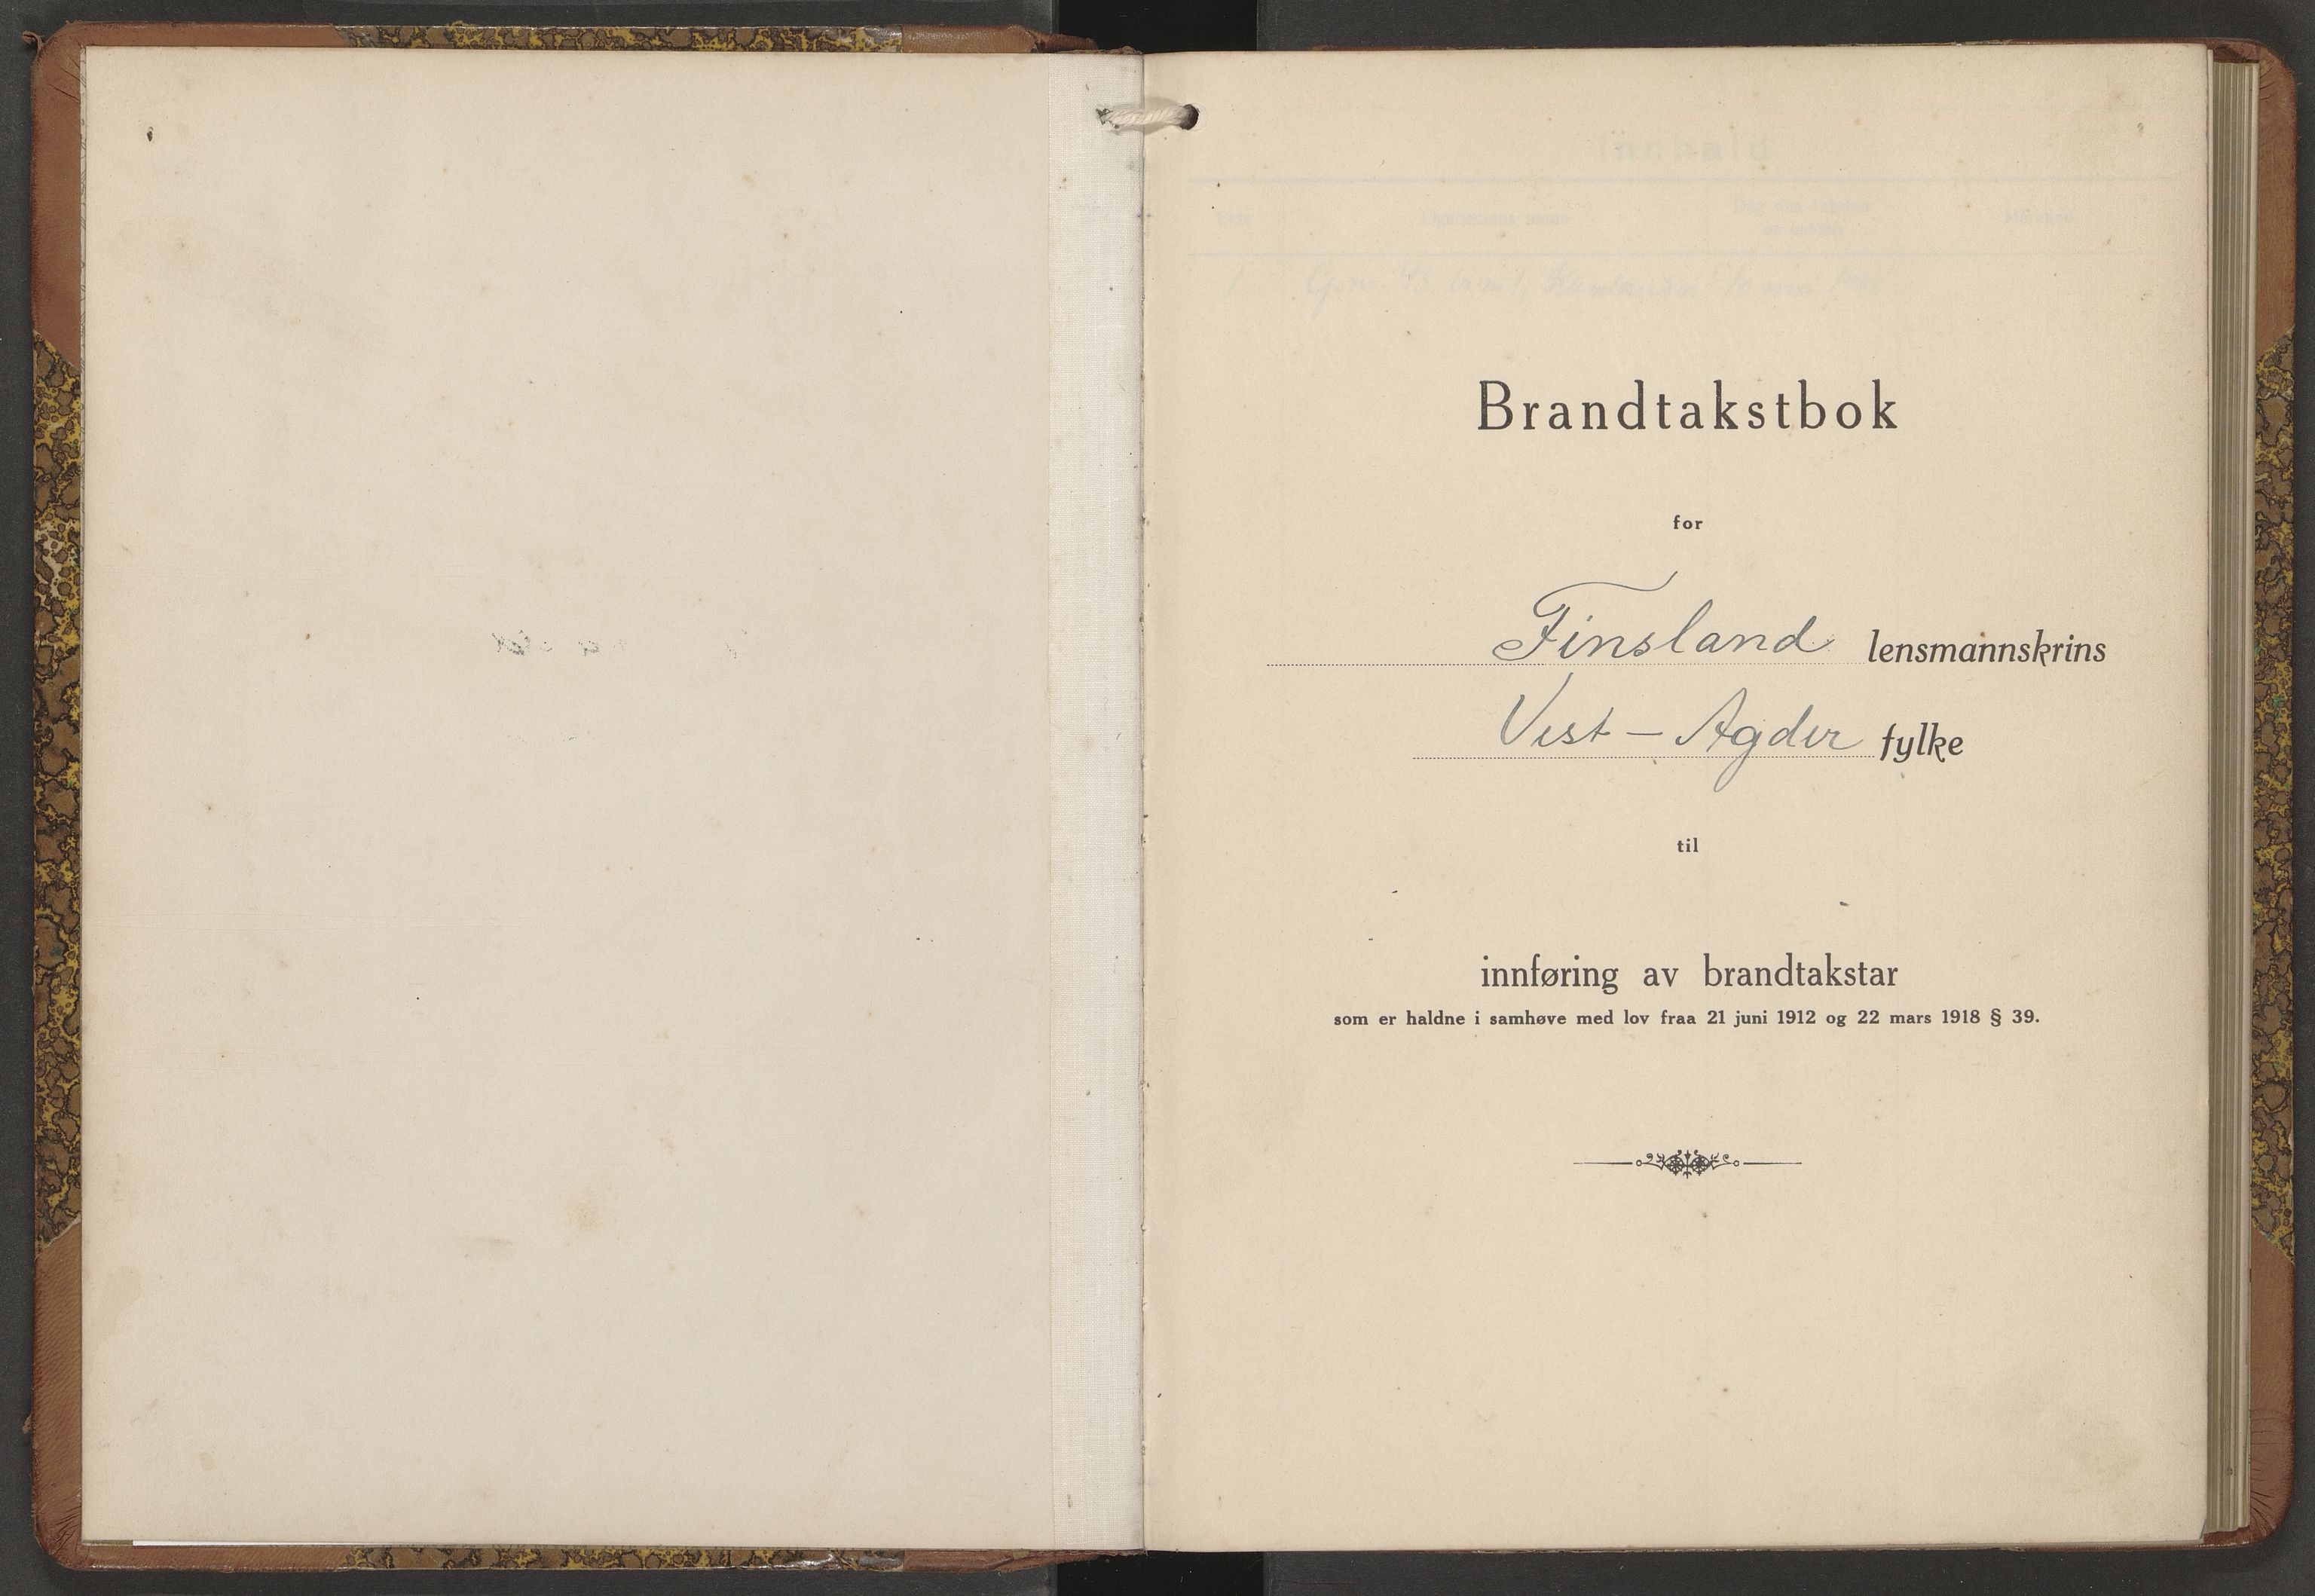 Innhald
Brandtakstbok
for
Finsland lensmannskrins
Vest-Agder fylke
til
innføring av brandtakstar
som er haldne i samhøve med lov fraa 21 juni 1912 og 22 mars 1918 § 39.